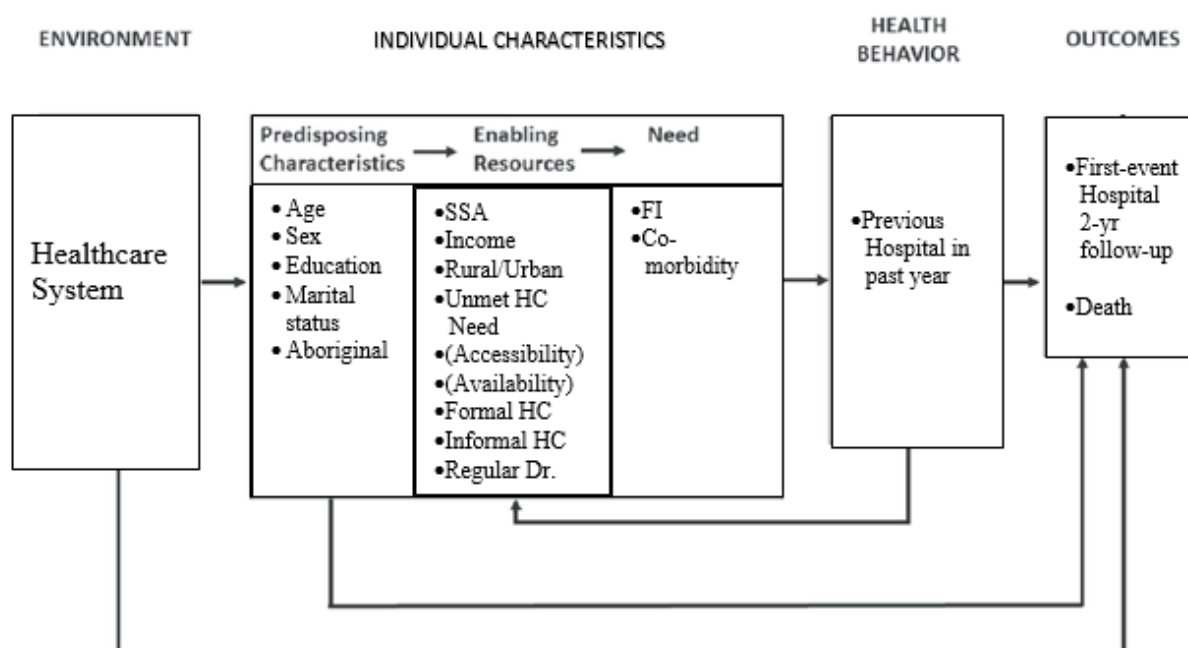 ENVIRONMENT
INDIVIDUAL CHARACTERISTICS
HEALTH
BEHAVIOR
OUTCOMES
Healthcare
System
Predisposing
Characteristics
Enabling
Resources
Need
• Age
• Sex
• Education
• Marital
status
• Aboriginal
•SSA
•Income
•Rural/Urban
•Unmet HC
Need
•(Accessibility)
•(Availability)
•Formal HC
•Informal HC
•Regular Dr.
•FI
•Co-
morbidity
•Previous
Hospital in
past year
•First-event
Hospital
2-yr
follow-up
•Death